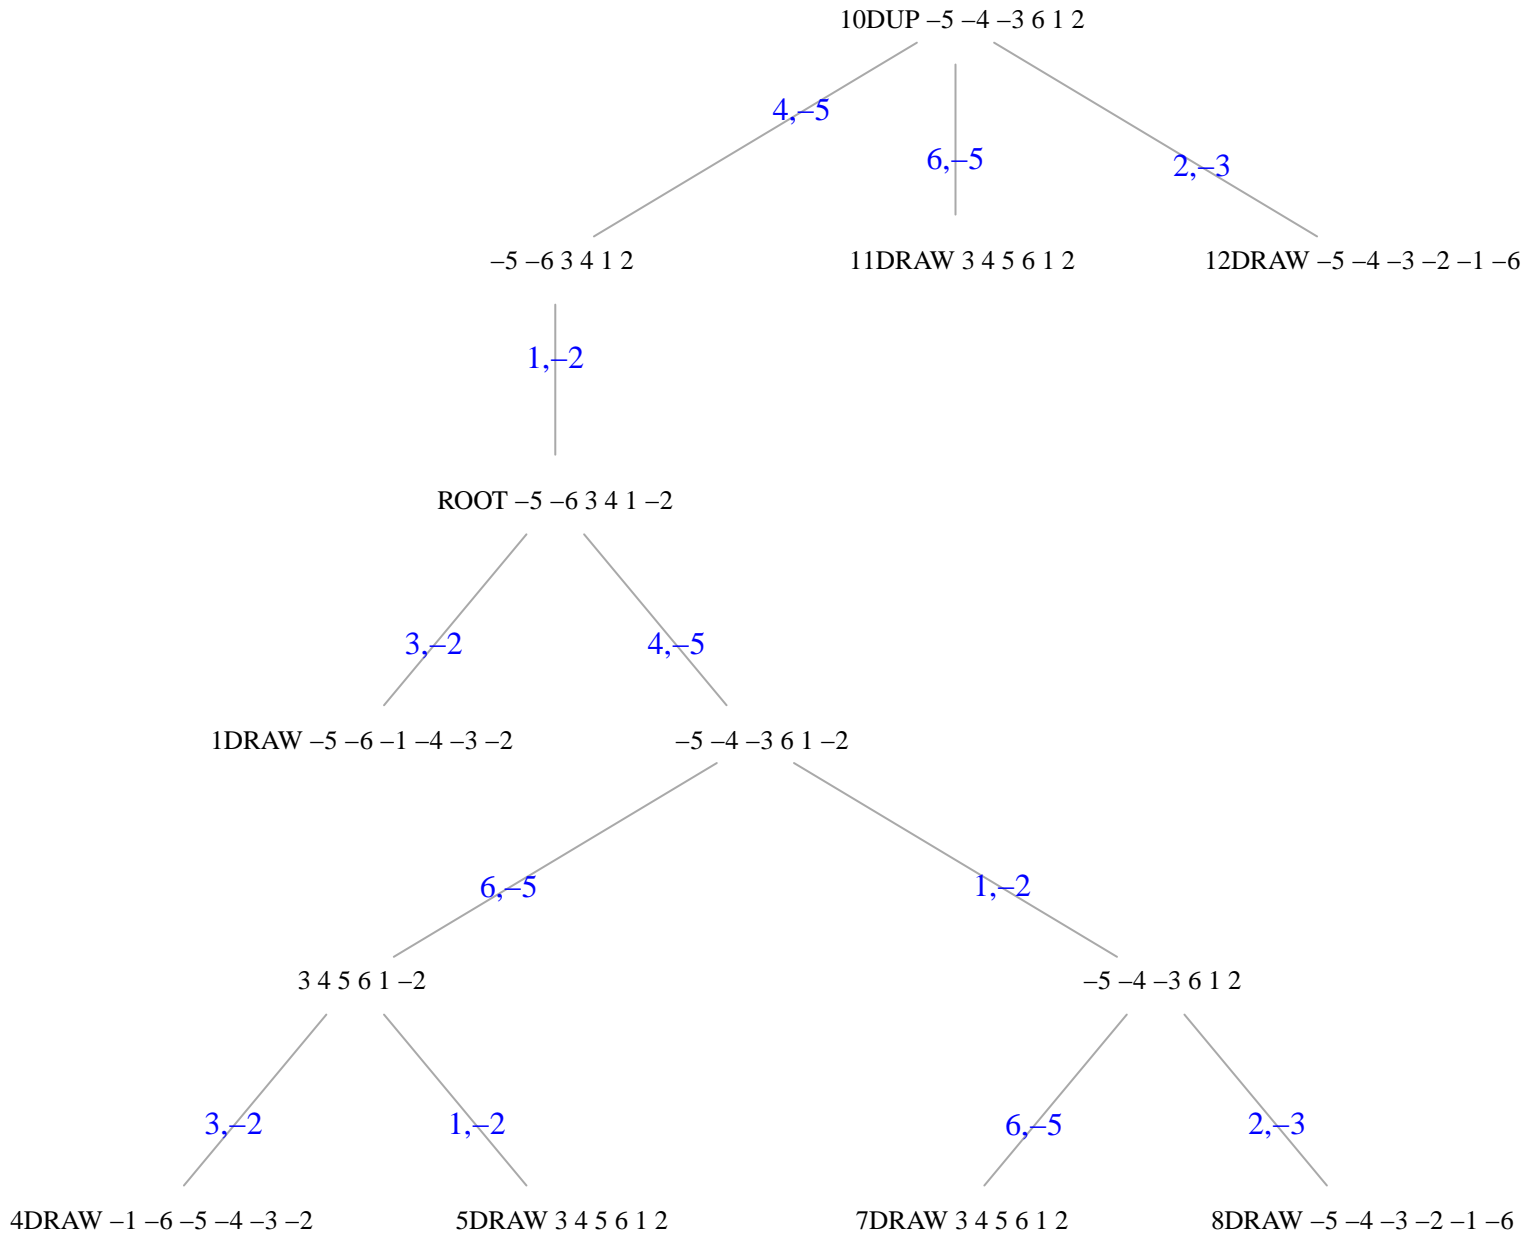 10DUP –5 –4 –3 6 1 2
4,–5
6,–5
2,–3
–5 –6 3 4 1 2
11DRAW 3 4 5 6 1 2
12DRAW –5 –4 –3 –2 –1 –6
1,–2
ROOT –5 –6 3 4 1 –2
3,–2
4,–5
1DRAW –5 –6 –1 –4 –3 –2
–5 –4 –3 6 1 –2
6,–5
1,–2
3 4 5 6 1 –2
–5 –4 –3 6 1 2
3,–2
1,–2
6,–5
2,–3
4DRAW –1 –6 –5 –4 –3 –2
5DRAW 3 4 5 6 1 2
7DRAW 3 4 5 6 1 2
8DRAW –5 –4 –3 –2 –1 –6